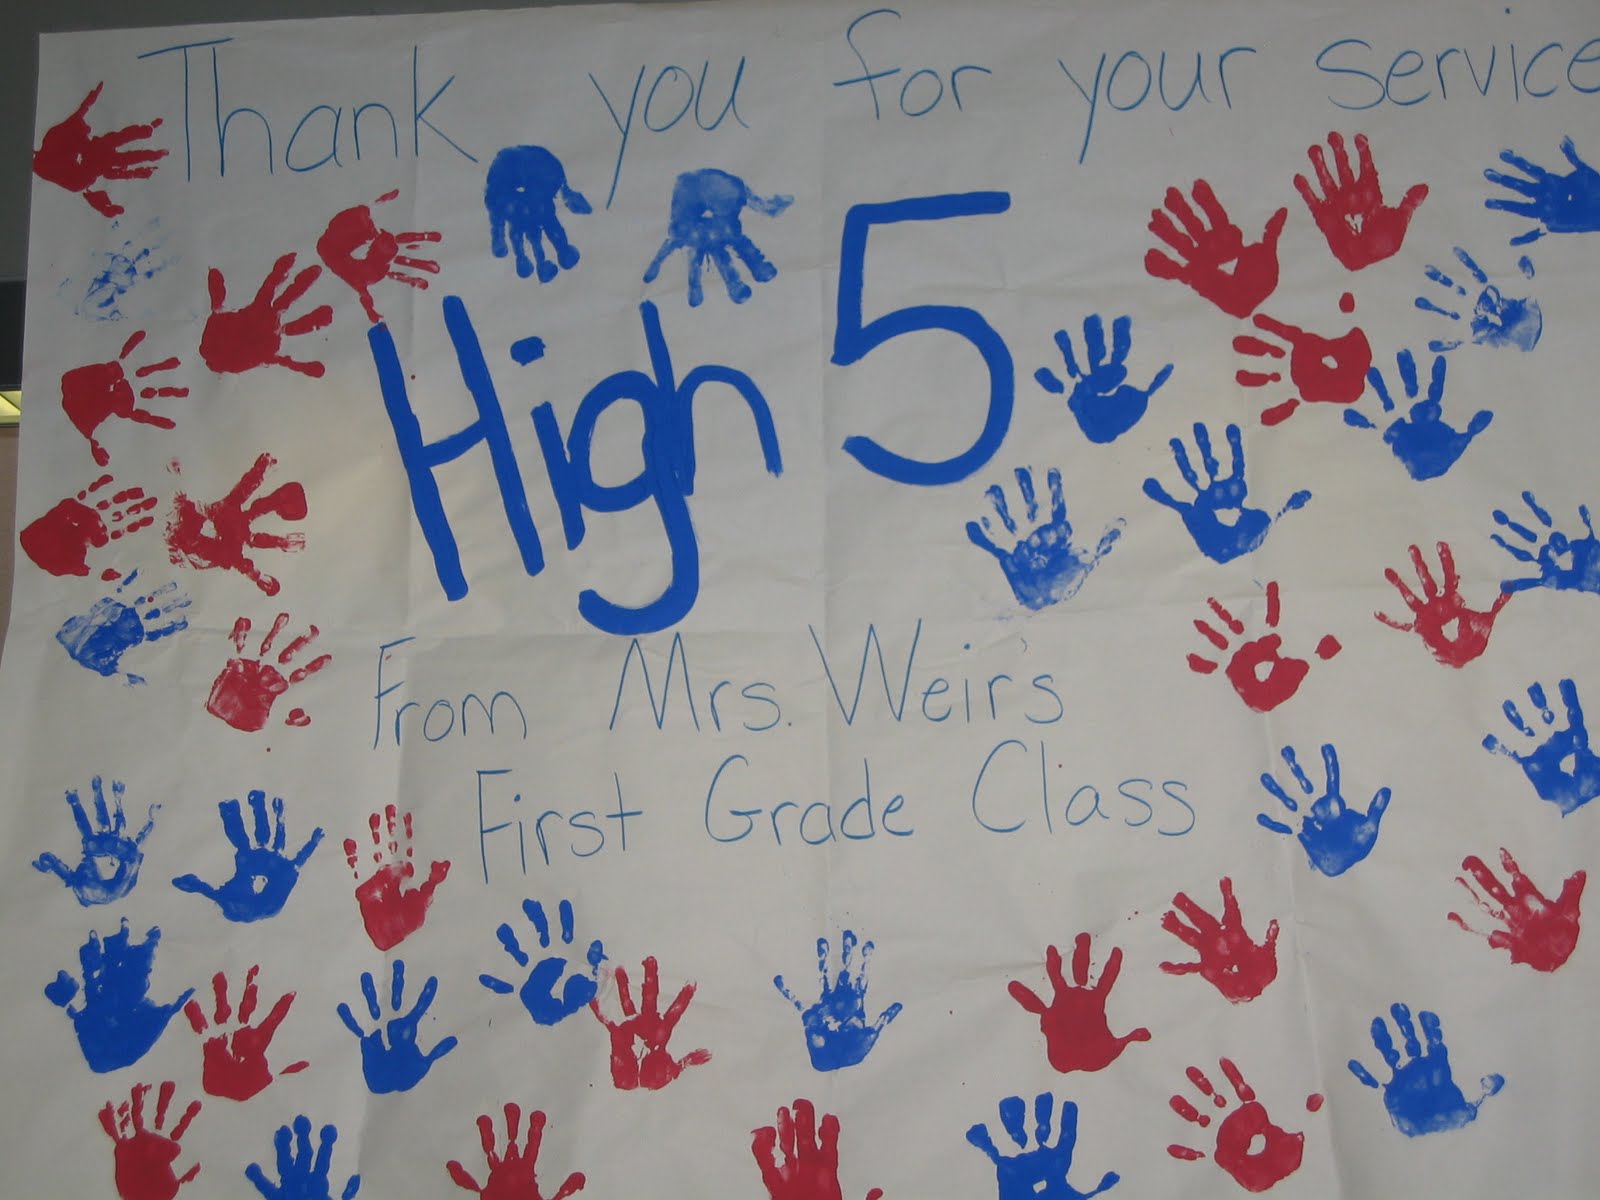 Thank you for your service
High 5
From Mrs. Weir's
First Grade Class